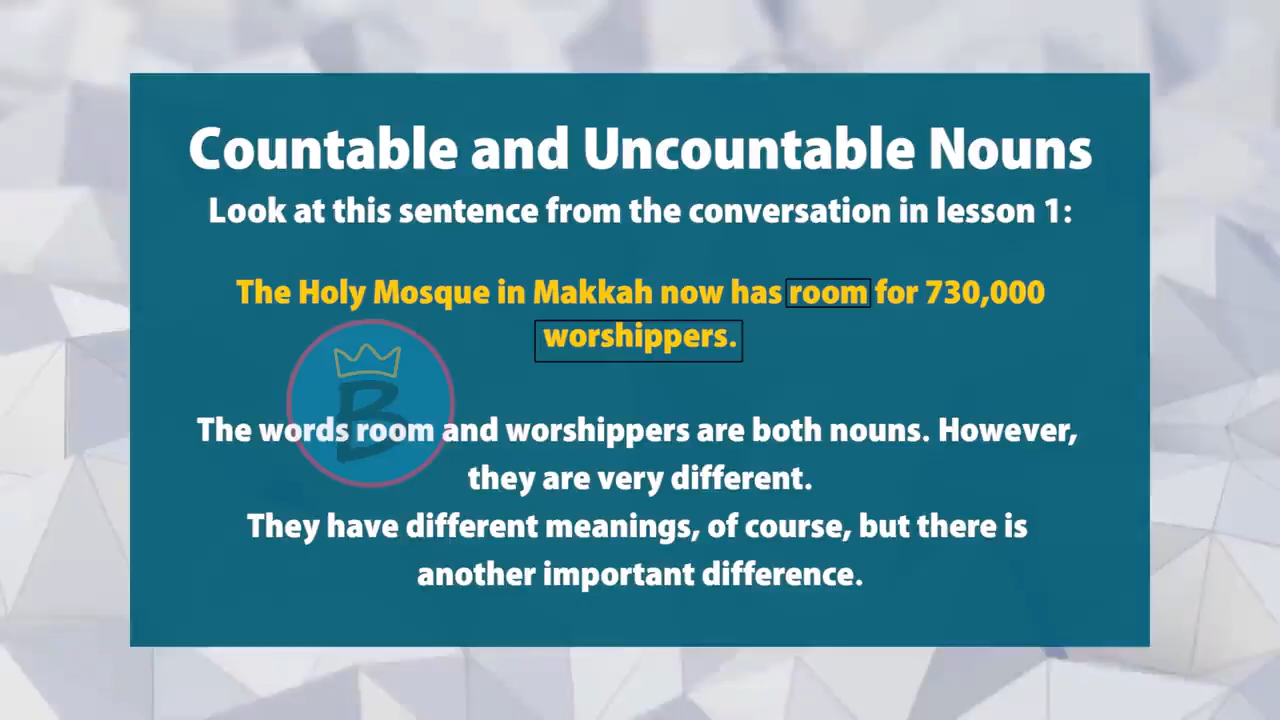 Countable and Uncountable Nouns
Look at this sentence from the conversation in lesson 1:
The Holy Mosque in Makkah now has room for 730,000
worshippers.
B
The words room and worshippers are both nouns. However,
they are very different.
They have different meanings, of course, but there is
another important difference.